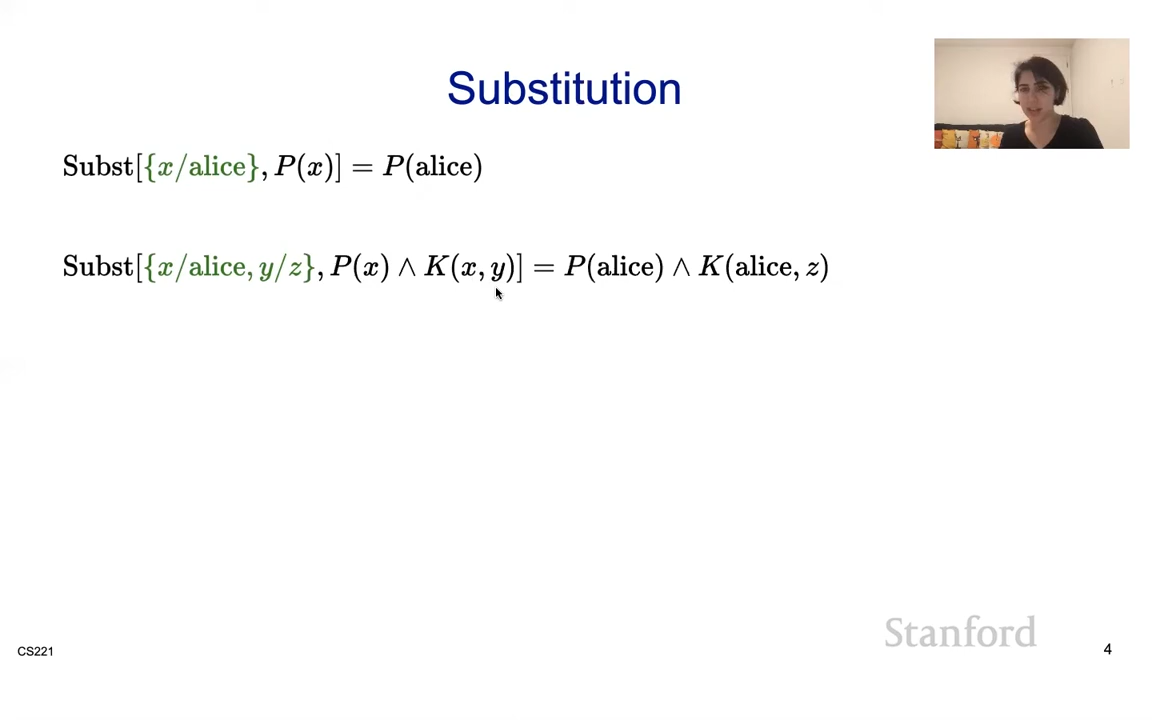 Substitution
Subst[{x/alice}, P(x)] = P(alice)
Subst[{x/alice, y/z}, P(x) ∧ K(x, y)] = P(alice) ∧ K(alice, z)
Stanford
CS221
4